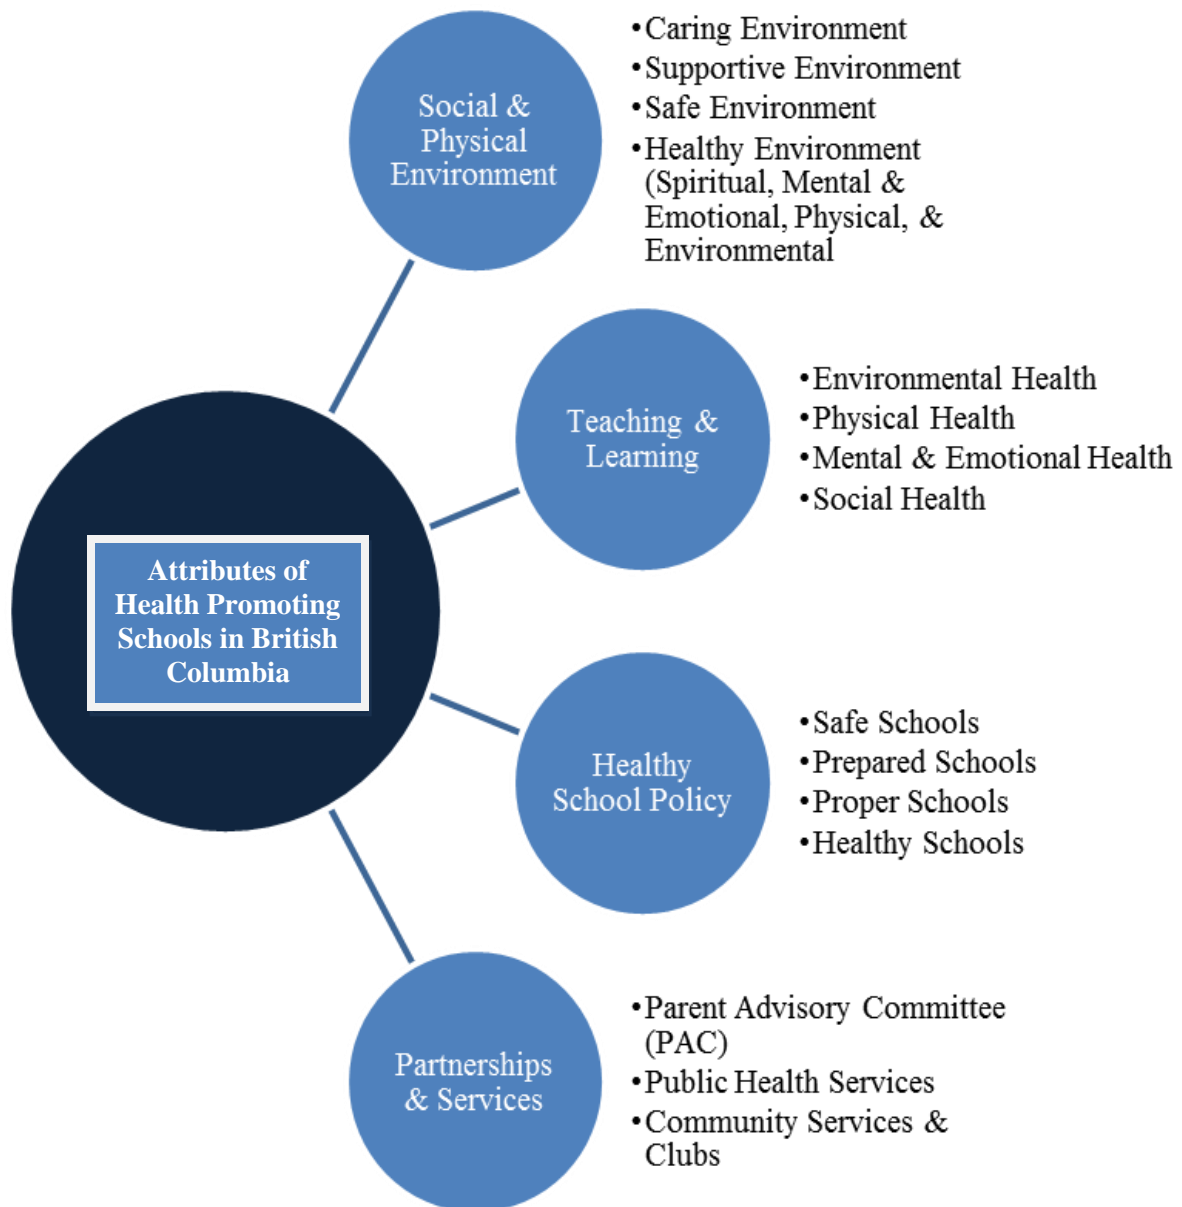 Social &
Physical
Environment
•Caring Environment
•Supportive Environment
•Safe Environment
•Healthy Environment
(Spiritual, Mental &
Emotional, Physical, &
Environmental
Teaching &
Learning
•Environmental Health
•Physical Health
•Mental & Emotional Health
•Social Health
Attributes of
Health Promoting
Schools in British
Columbia
Healthy
School Policy
•Safe Schools
•Prepared Schools
•Proper Schools
•Healthy Schools
Partnerships
& Services
•Parent Advisory Committee
(PAC)
•Public Health Services
•Community Services &
Clubs